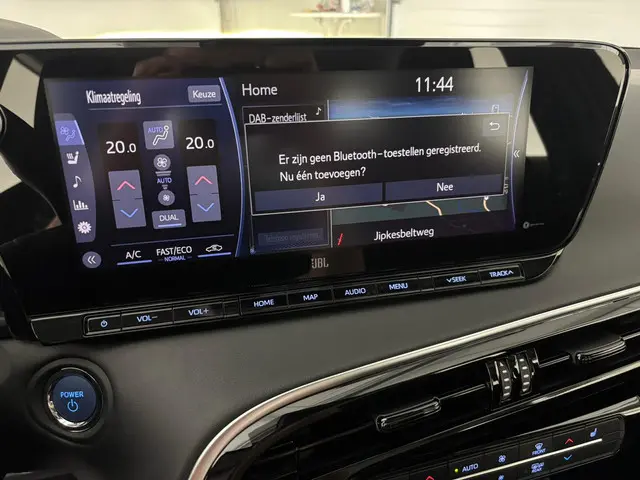 Klimaatregeling
Keuze
Home
11:44
DAB-zenderlijst
AUTO
20.0
20.0
AUTO
DUAL
Er zijn geen Bluetooth-toestellen geregistreerd.
Nu één toevoegen?
Ja
Nee
Jipkesbeltweg
A/C
FAST/ECO
NORMAL
JBL
VOL-
VOL+
HOME
MAP
AUDIO
MENU
SEEK
TRACK
POWER
AUTO
FRONT
REAR